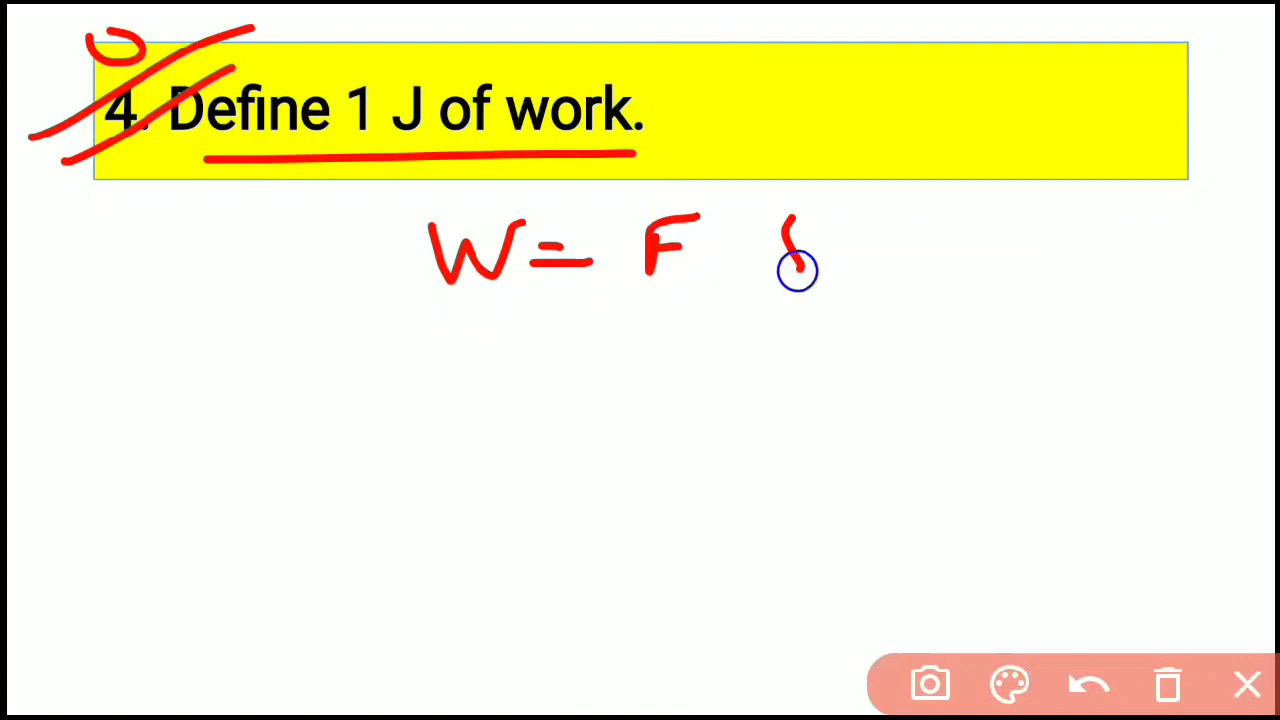 4. Define 1 J of work.
W = F s